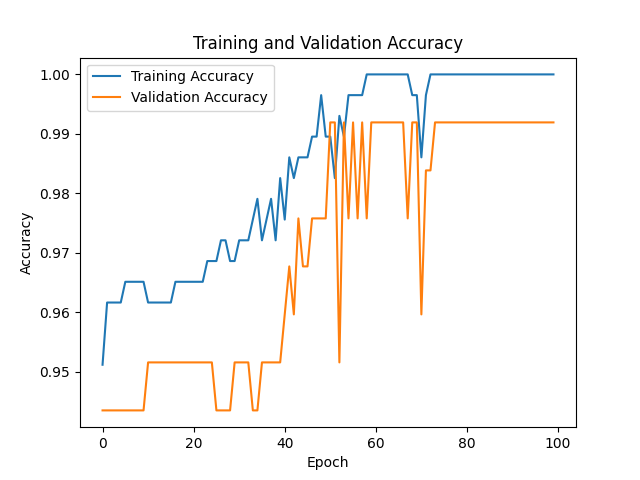 Training and Validation Accuracy
Training Accuracy
Validation Accuracy
1.00
0.99
0.98
0.97
0.96
0.95
Accuracy
0
20
40
60
80
100
Epoch